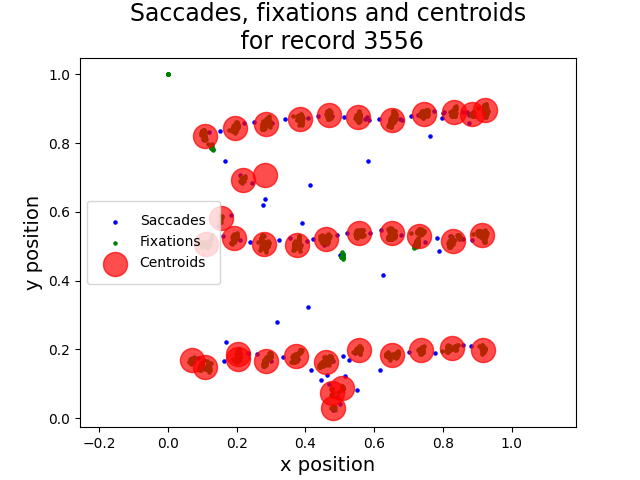 Saccades, fixations and centroids
for record 3556
1.0
0.8
0.6
0.4
0.2
0.0
y position
Saccades
Fixations
Centroids
−0.2
0.0
0.2
0.4
0.6
0.8
1.0
x position